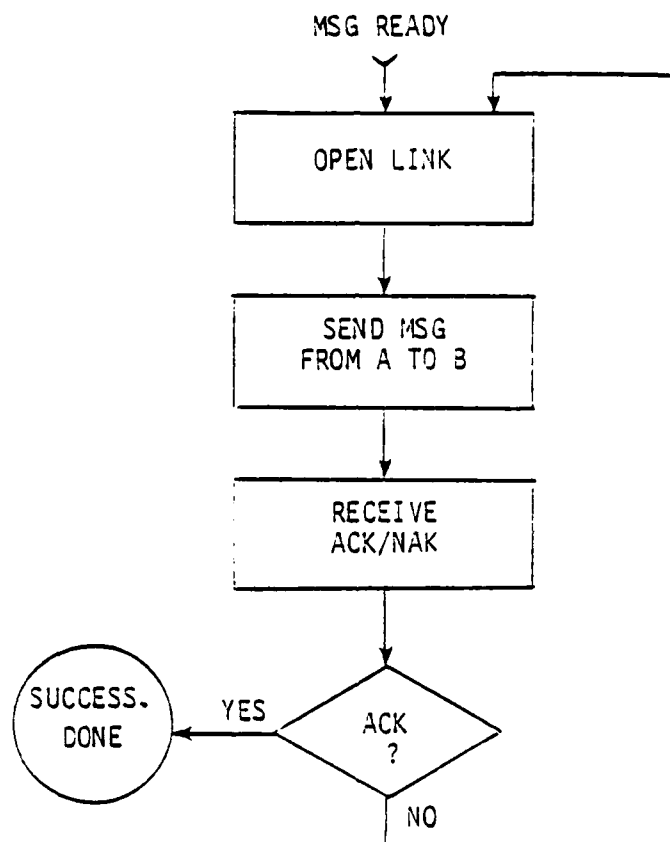 MSG READY
OPEN LINK
SEND MSG
FROM A TO B
RECEIVE
ACK/NAK
SUCCESS.
DONE
YES
ACK
?
NO